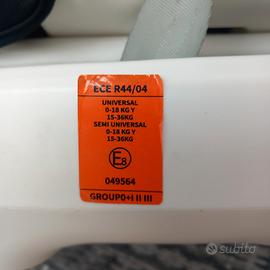 ECE R44/04
UNIVERSAL
0-18 KG Y
15-36KG
SEMI UNIVERSAL
0-18 KG Y
15-36KG
E8
049564
GROUP0+I II III
subito